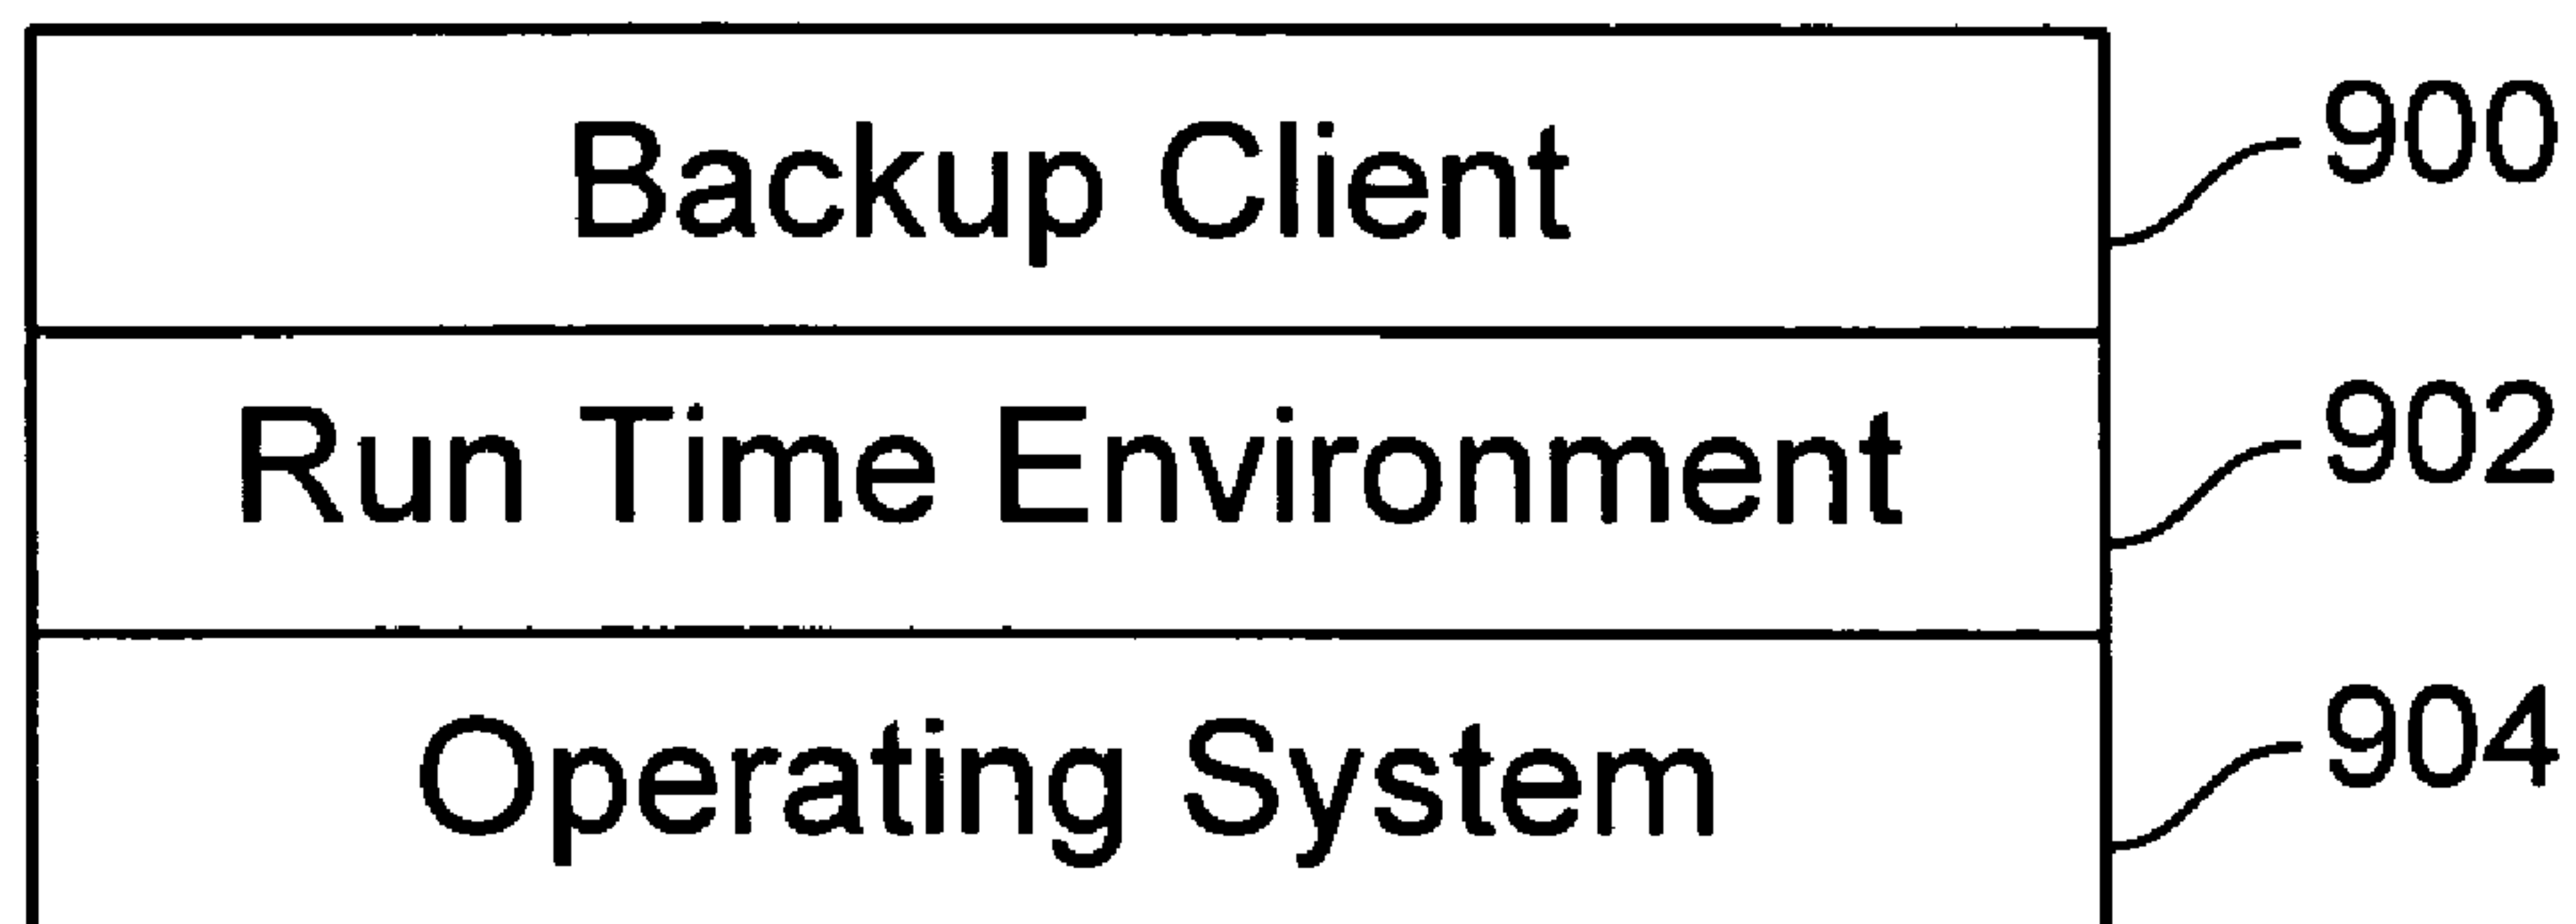 Backup Client
900
Run Time Environment
902
Operating System
904